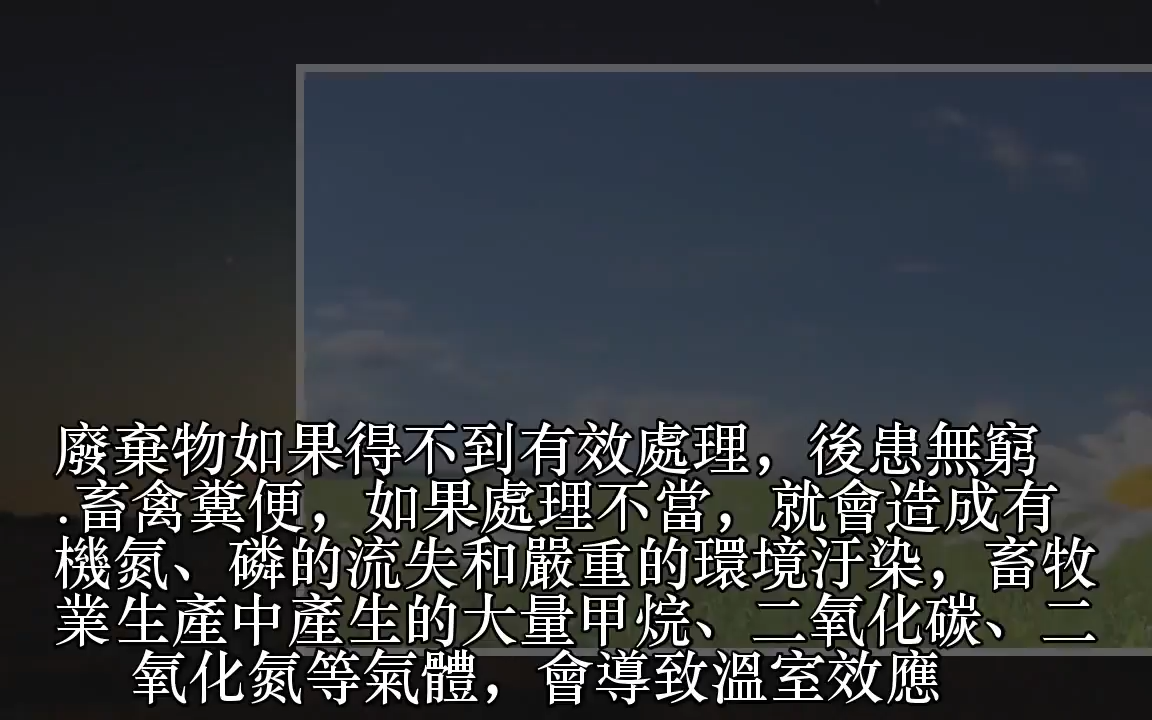 廢棄物如果得不到有效處理，後患無窮
.畜禽糞便，如果處理不當，就會造成有
機氮、磷的流失和嚴重的環境汙染，畜牧
業生產中產生的大量甲烷、二氧化碳、二
氧化氮等氣體，會導致溫室效應